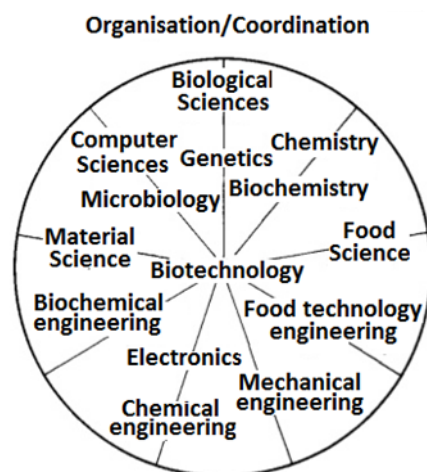 Organisation/Coordination
Biological
Sciences
Computer
Sciences
Chemistry
Genetics
Biochemistry
Microbiology
Material
Science
Food
Science
Biotechnology
Biochemical
engineering
Food technology
engineering
Electronics
Mechanical
engineering
Chemical
engineering